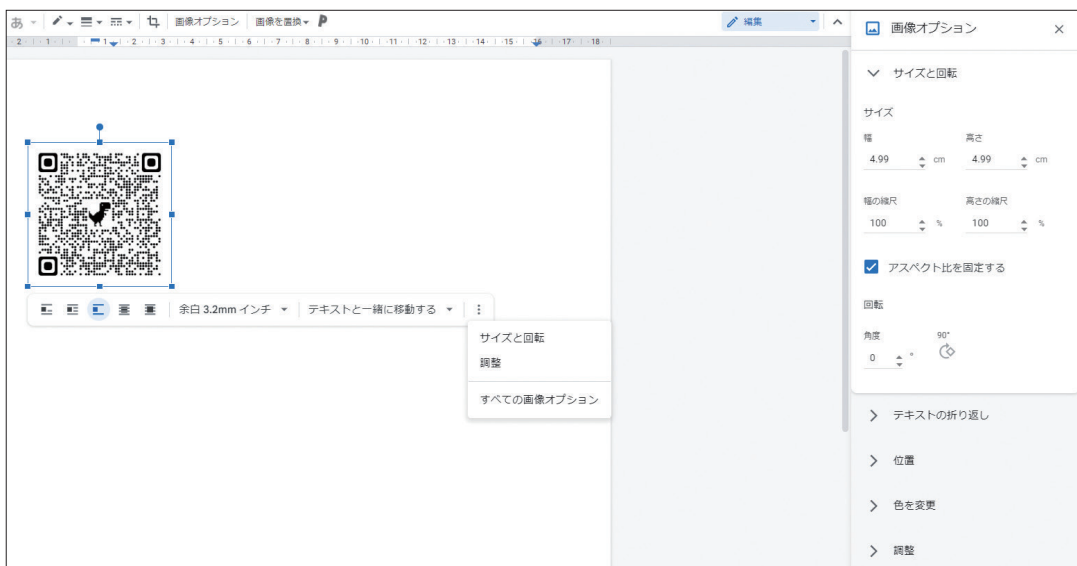 あ 画像オプション 画像を置換 P 編集
2 1 1 2 3 4 5 6 7 8 9 10 11 12 13 14 15 16 17 18
余白 3.2mm インチ テキストと一緒に移動する
サイズと回転
調整
すべての画像オプション
画像オプション ×
サイズと回転
サイズ
幅 高さ
4.99 cm 4.99 cm
幅の縮尺 高さの縮尺
100 % 100 %
アスペクト比を固定する
回転
角度 90°
0 °
テキストの折り返し
位置
色を変更
調整